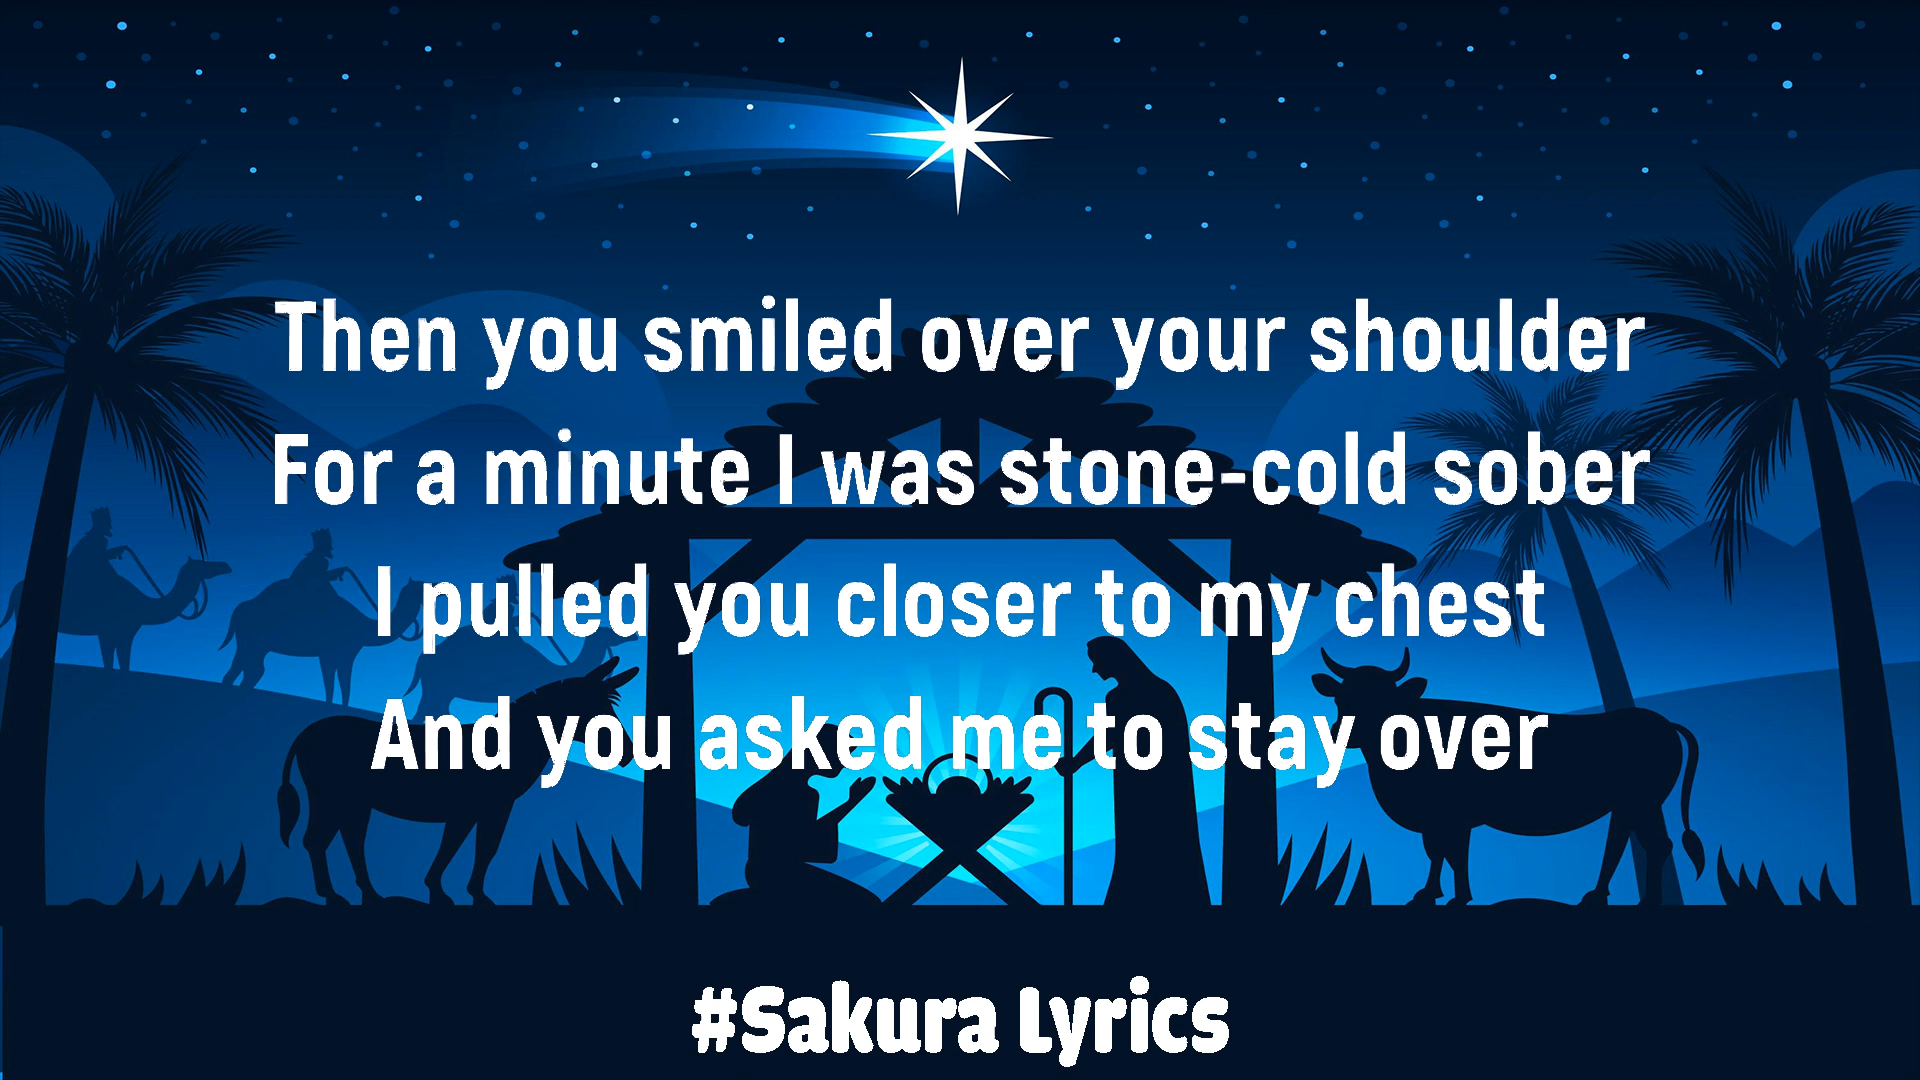 Then you smiled over your shoulder
For a minute I was stone-cold sober
I pulled you closer to my chest
And you asked me to stay over
#Sakura Lyrics